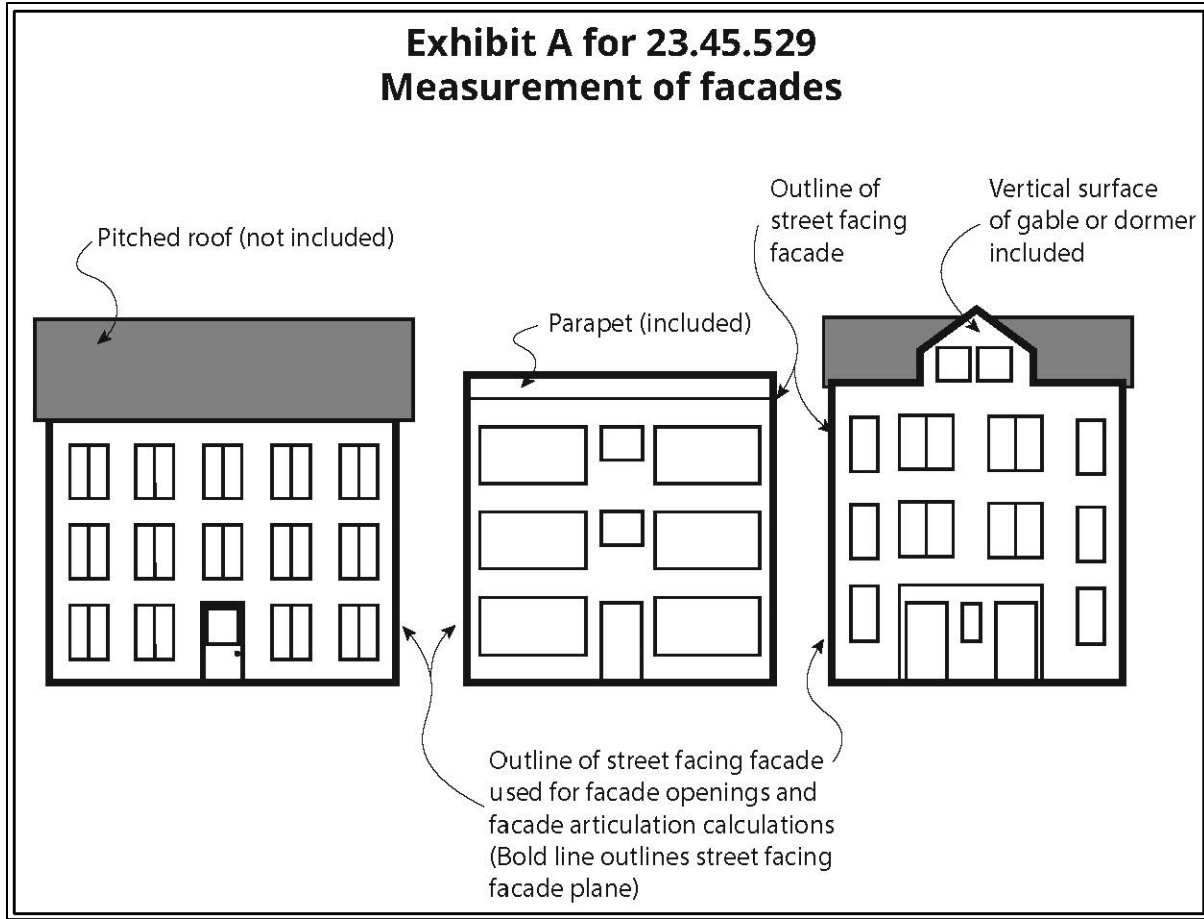 Exhibit A for 23.45.529
Measurement of facades
Outline of
street facing
facade
Vertical surface
of gable or dormer
included
Pitched roof (not included)
Parapet (included)
Outline of street facing facade
used for facade openings and
facade articulation calculations
(Bold line outlines street facing
facade plane)